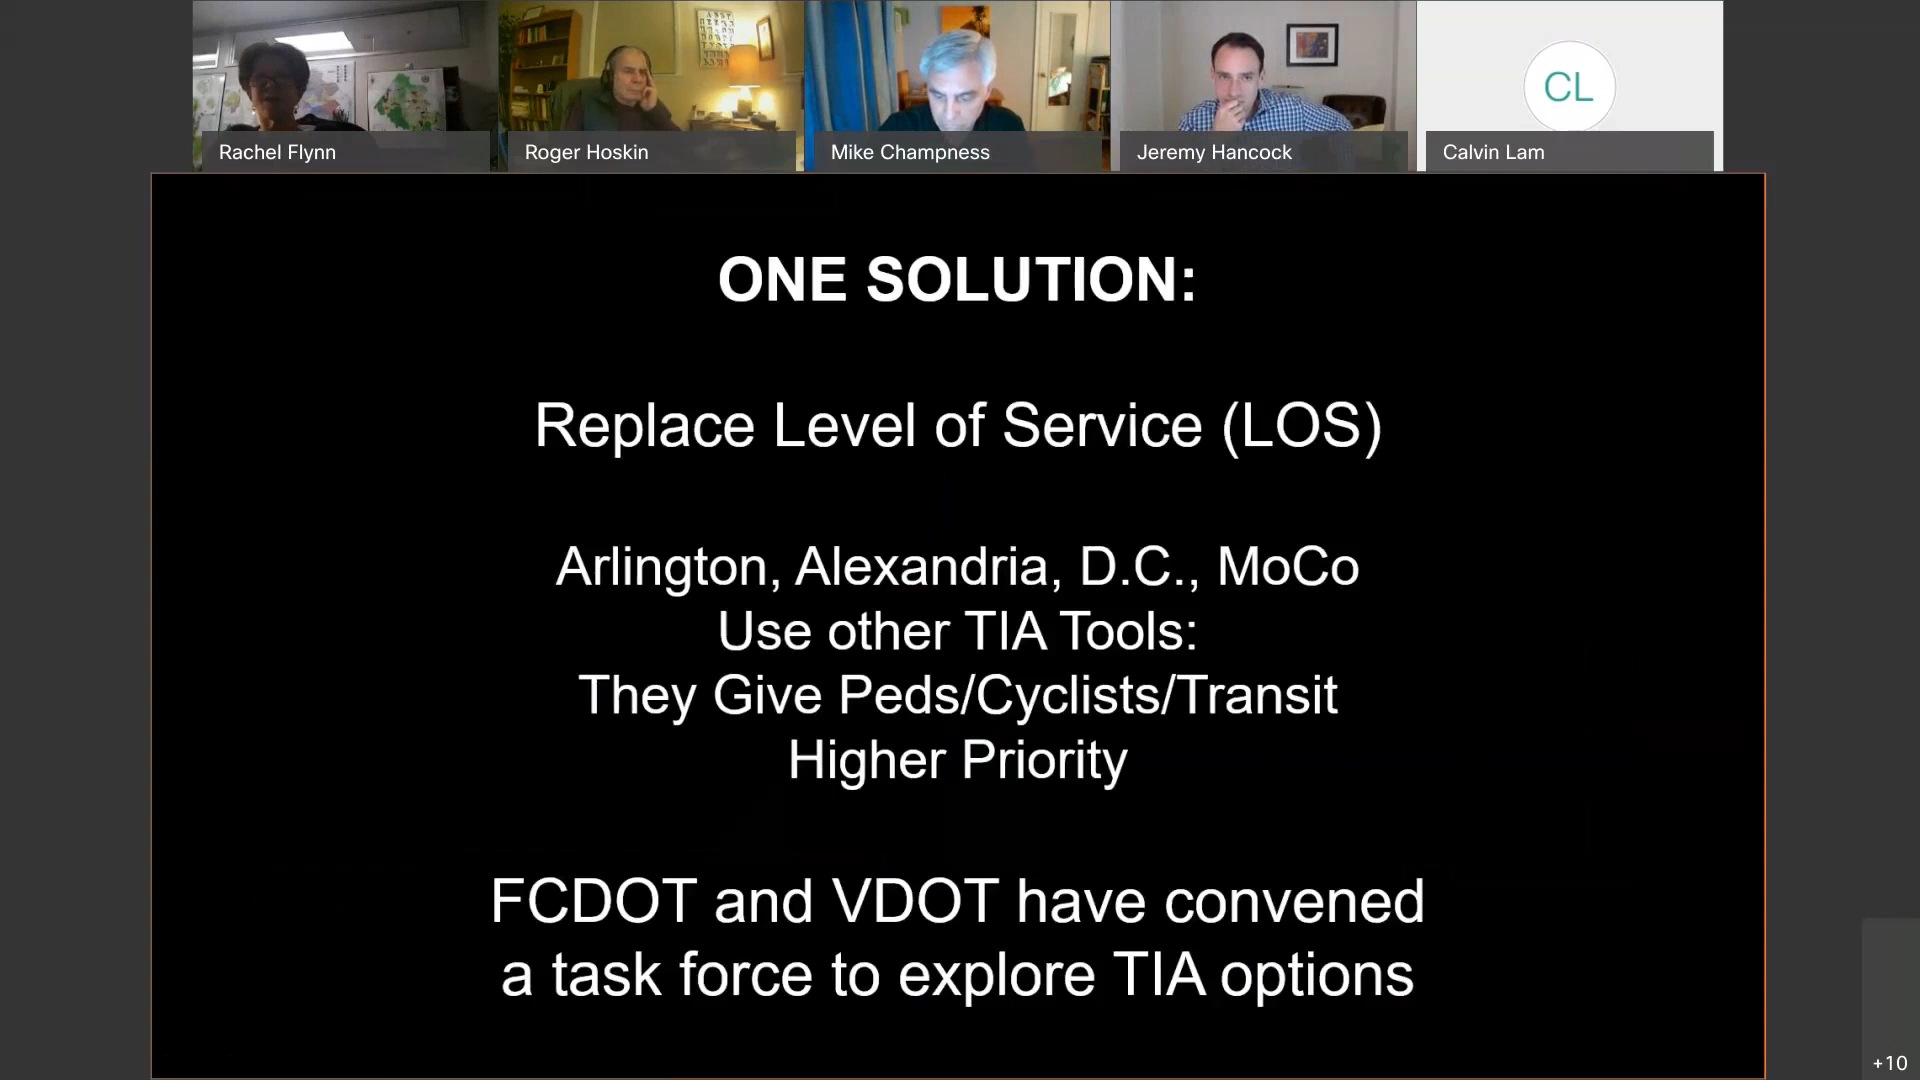 Rachel Flynn
Roger Hoskin
Mike Champness
Jeremy Hancock
CL
Calvin Lam
ONE SOLUTION:
Replace Level of Service (LOS)
Arlington, Alexandria, D.C., MoCo
Use other TIA Tools:
They Give Peds/Cyclists/Transit
Higher Priority
FCDOT and VDOT have convened
a task force to explore TIA options
+10